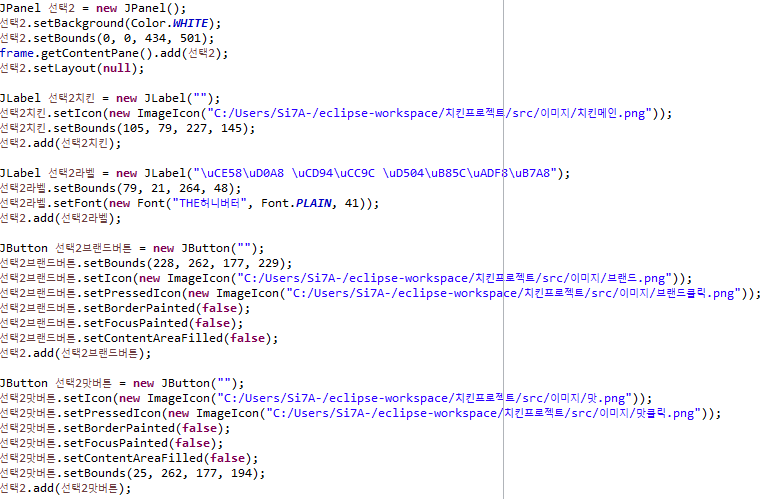 JPanel 선택2 = new JPanel();
선택2.setBackground(Color.WHITE);
선택2.setBounds(0, 0, 434, 501);
frame.getContentPane().add(선택2);
선택2.setLayout(null);
JLabel 선택2치킨 = new JLabel("");
선택2치킨.setIcon(new ImageIcon("C:/Users/Si7A-/eclipse-workspace/치킨프로젝트/src/이미지/치킨메인.png"));
선택2치킨.setBounds(105, 79, 227, 145);
선택2.add(선택2치킨);
JLabel 선택2라벨 = new JLabel("\uCE58\uD0A8 \uCD94\uCC9C \uD504\uB85C\uADF8\uB7A8");
선택2라벨.setBounds(79, 21, 264, 48);
선택2라벨.setFont(new Font("THE허니버터", Font.PLAIN, 41));
선택2.add(선택2라벨);
JButton 선택2브랜드버튼 = new JButton("");
선택2브랜드버튼.setBounds(228, 262, 177, 229);
선택2브랜드버튼.setIcon(new ImageIcon("C:/Users/Si7A-/eclipse-workspace/치킨프로젝트/src/이미지/브랜드.png"));
선택2브랜드버튼.setPressedIcon(new ImageIcon("C:/Users/Si7A-/eclipse-workspace/치킨프로젝트/src/이미지/브랜드클릭.png"));
선택2브랜드버튼.setBorderPainted(false);
선택2브랜드버튼.setFocusPainted(false);
선택2브랜드버튼.setContentAreaFilled(false);
선택2.add(선택2브랜드버튼);
JButton 선택2맛버튼 = new JButton("");
선택2맛버튼.setIcon(new ImageIcon("C:/Users/Si7A-/eclipse-workspace/치킨프로젝트/src/이미지/맛.png"));
선택2맛버튼.setPressedIcon(new ImageIcon("C:/Users/Si7A-/eclipse-workspace/치킨프로젝트/src/이미지/맛클릭.png"));
선택2맛버튼.setBorderPainted(false);
선택2맛버튼.setFocusPainted(false);
선택2맛버튼.setContentAreaFilled(false);
선택2맛버튼.setBounds(25, 262, 177, 194);
선택2.add(선택2맛버튼);